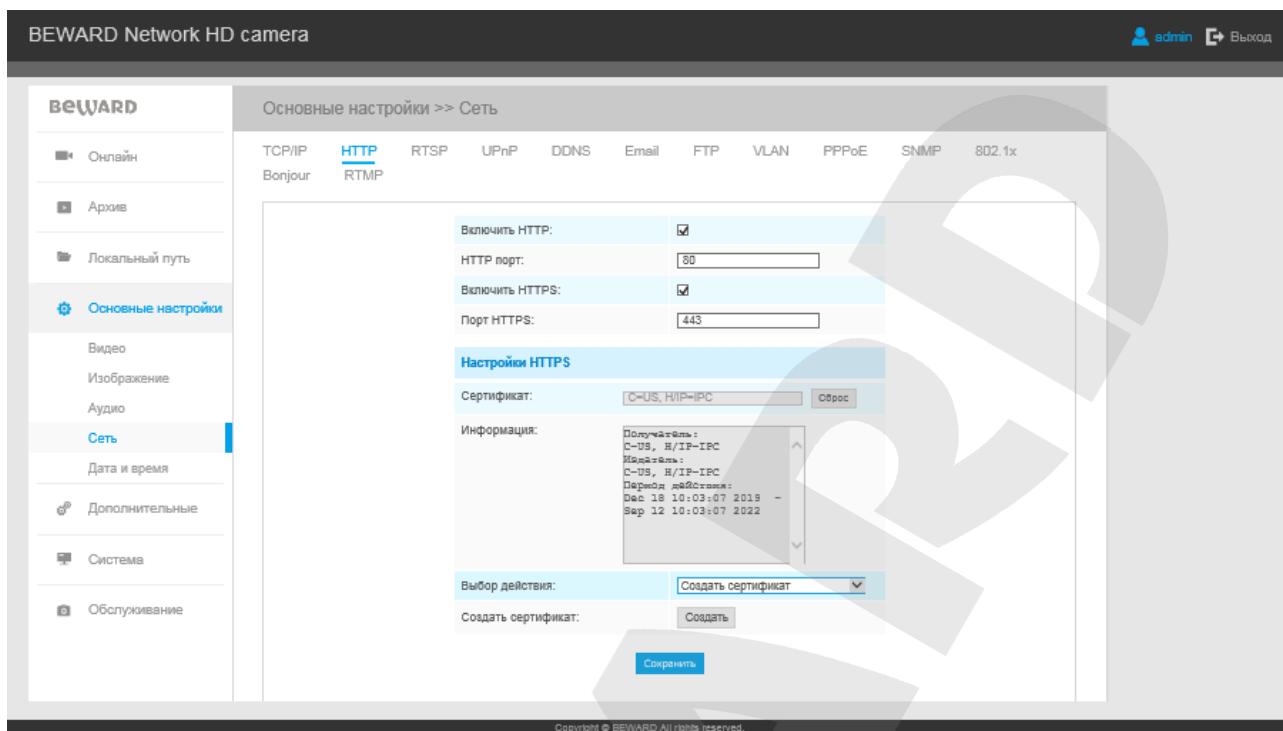 BEWARD Network HD camera
admin Выход
BEWARD
Основные настройки >> Сеть
Онлайн
Архив
Локальный путь
Основные настройки
Видео
Изображение
Аудио
Сеть
Дата и время
Дополнительные
Система
Обслуживание
TCP/IP HTTP RTSP UPnP DDNS Email FTP VLAN PPPoE SNMP 802.1x
Bonjour RTMP
Включить HTTP:
HTTP порт: 80
Включить HTTPS:
Порт HTTPS: 443
Настройки HTTPS
Сертификат: C=US, H/IP=IPC Сброс
Информация:
Получатель:
C=US, H/IP=IPC
Издатель:
C=US, H/IP=IPC
Период действия:
Dec 18 10:03:07 2019 -
Sep 12 10:03:07 2022
Выбор действия: Создать сертификат
Создать сертификат: Создать
Сохранить
Copyright © BEWARD All rights reserved.